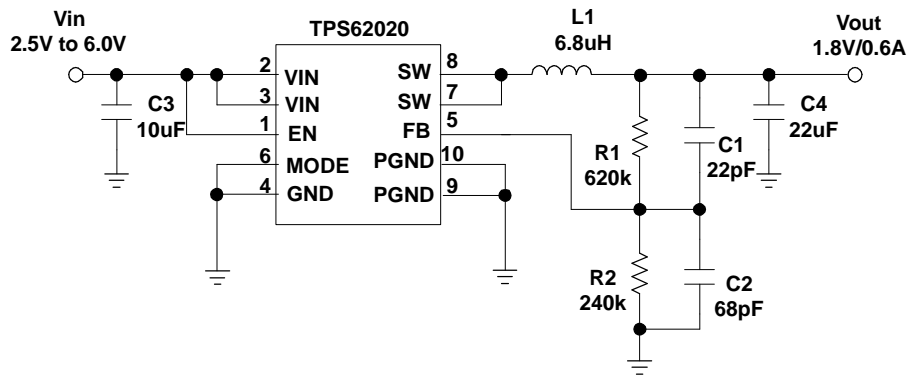 Vin
2.5V to 6.0V
TPS62020
L1
6.8uH
Vout
1.8V/0.6A
2
VIN
SW
8
3
VIN
SW
7
1
EN
FB
5
6
MODE
PGND
10
4
GND
PGND
9
C3
10uF
R1
620k
C1
22pF
C4
22uF
R2
240k
C2
68pF